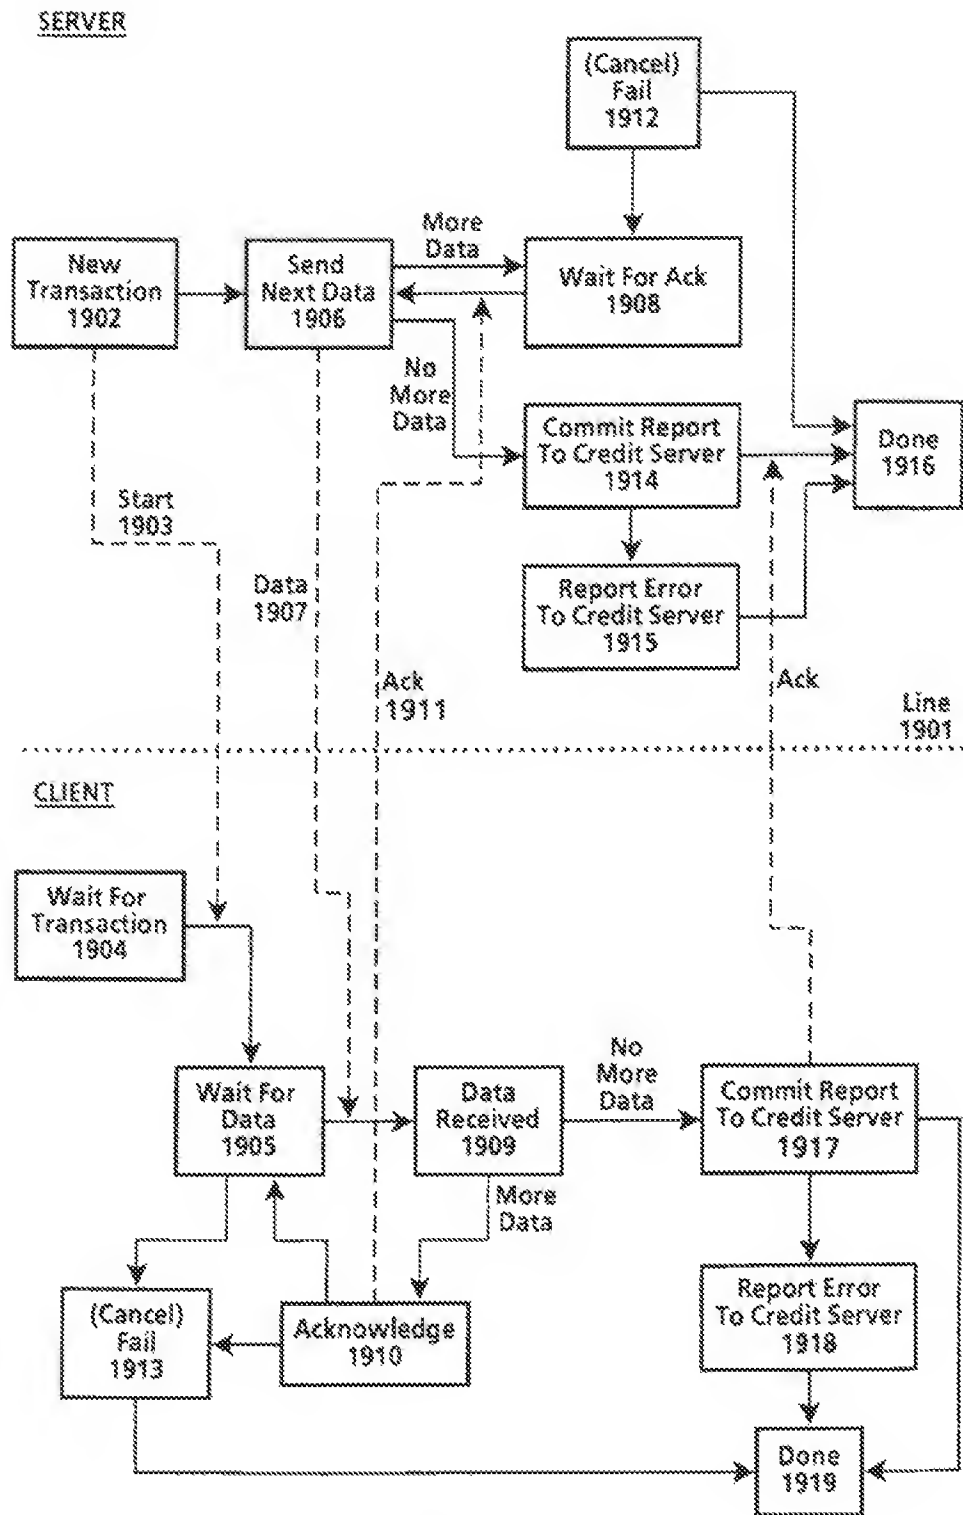 SERVER
(Cancel)
Fail
1912
More
Data
New
Transaction
1902
Send
Next Data
1906
Wait For Ack
1908
No
More
Data
Commit Report
To Credit Server
1914
Done
1916
Start
1903
Data
1907
Report Error
To Credit Server
1915
Ack
1911
Ack
Line
1901
CLIENT
Wait For
Transaction
1904
No
More
Data
Wait For
Data
1905
Data
Received
1909
Commit Report
To Credit Server
1917
More
Data
(Cancel)
Fail
1913
Acknowledge
1910
Report Error
To Credit Server
1918
Done
1919